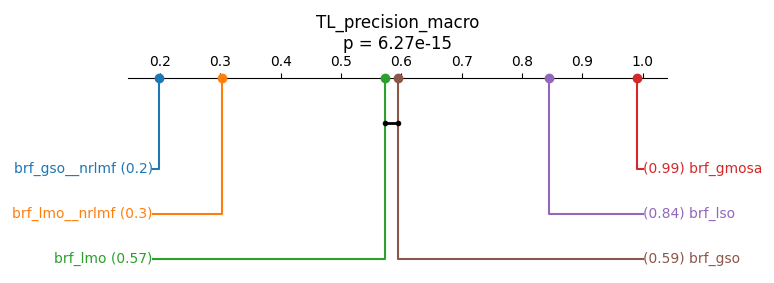 TL_precision_macro
p = 6.27e-15
0.2 0.3 0.4 0.5 0.6 0.7 0.8 0.9 1.0
brf_gso__nrlmf (0.2)
(0.99) brf_gmosa
brf_lmo__nrlmf (0.3)
(0.84) brf_lso
brf_lmo (0.57)
(0.59) brf_gso